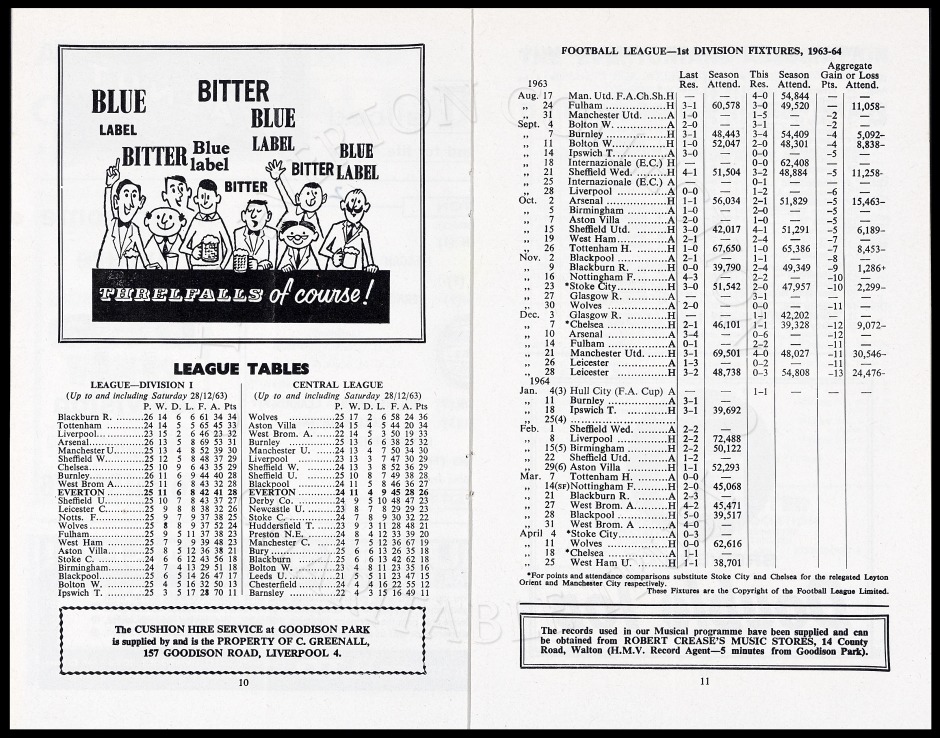 BLUE
LABEL
BITTER
BLUE
LABEL
BITTER
Blue
label
BITTER
BITTER
BLUE
LABEL
THRELFALLS of course!
LEAGUE TABLES
LEAGUE—DIVISION I
(Up to and including Saturday 28/12/63)
P. W. D. L. F. A. Pts
Blackburn R. ........26 14 6 6 61 34 34
Tottenham ..........24 14 5 5 65 45 33
Liverpool............23 15 2 6 46 23 32
Arsenal..............26 13 5 8 69 53 31
Manchester U.......25 13 4 8 52 39 30
Sheffield W..........25 12 5 8 48 37 29
Chelsea..............25 10 9 6 43 35 29
Burnley..............26 11 6 9 44 40 28
West Brom A.......25 11 6 8 43 32 28
EVERTON ..........25 11 6 8 42 41 28
Sheffield U. ........25 10 7 8 43 37 27
Leicester C..........25 9 8 8 38 32 26
Notts. F.............25 9 7 9 37 38 25
Wolves ..............25 8 8 9 37 52 24
Fulham..............25 9 5 11 37 38 23
West Ham ..........25 7 9 9 39 48 23
Aston Villa..........25 8 5 12 36 38 21
Stoke C. ............24 6 6 12 43 56 18
Birmingham........24 7 4 13 29 51 18
Blackpool............25 6 5 14 26 47 17
Bolton W. ..........25 4 5 16 32 50 13
Ipswich T. ..........25 3 5 17 28 70 11
CENTRAL LEAGUE
(Up to and including Saturday 28/12/63)
P. W. D. L. F. A. Pts
Wolves ..............25 17 2 6 58 24 36
Aston Villa ..........24 15 4 5 44 20 34
West Brom. A. .....22 14 5 3 50 19 33
Burnley ..............25 13 6 6 38 25 32
Manchester U. .....24 13 4 7 50 34 30
Liverpool ............23 13 3 7 47 30 29
Sheffield W. .........24 13 3 8 52 36 29
Sheffield U. .........25 10 8 7 49 38 28
Blackpool ...........24 11 5 8 46 36 27
EVERTON ..........24 11 4 9 45 28 26
Derby Co. ...........24 9 5 10 48 47 23
Newcastle U. .......23 8 7 8 29 29 23
Stoke C. .............24 7 8 9 30 32 22
Huddersfield T. ....23 9 3 11 28 48 21
Preston N.E. ........24 8 4 12 33 39 20
Manchester C. .....24 7 5 12 36 67 19
Bury ..................25 6 6 13 26 35 18
Blackburn ...........25 6 6 13 42 62 18
Bolton W. ...........23 4 8 11 23 35 16
Leeds U. .............21 5 5 11 23 47 15
Chesterfield .........24 4 4 16 22 55 12
Barnsley .............22 4 3 15 16 49 11
The CUSHION HIRE SERVICE at GOODISON PARK
is supplied by and is the PROPERTY OF C. GREENALL,
157 GOODISON ROAD, LIVERPOOL 4.
10
FOOTBALL LEAGUE—1st DIVISION FIXTURES, 1963-64
Last Season This Season Aggregate Gain or Loss
1963 Res. Attend. Res. Attend. Pts. Attend.
Aug. 17 Man. Utd. F.A.Ch.Sh.H — — 4–0 54,844 — —
„ 24 Fulham ..............H 3–1 60,578 3–0 49,520 — 11,058–
„ 31 Manchester Utd. ......A 1–0 — 1–5 — –2 —
Sept. 4 Bolton W. ............A 2–0 — 3–1 — –2 —
„ 7 Burnley ..............H 3–1 48,443 3–4 54,409 –4 5,092–
„ 11 Bolton W. ............H 1–0 52,047 2–0 48,301 –4 8,838–
„ 14 Ipswich T. ...........A 3–0 — 0–0 — –5 —
„ 18 Internazionale (E.C.) H — — 0–0 62,408 — —
„ 21 Sheffield Wed. .......H 4–1 51,504 3–2 48,884 –5 11,258–
„ 25 Internazionale (E.C.) A — — 0–1 — — —
„ 28 Liverpool ............A 0–0 — 1–2 — –6 —
Oct. 2 Arsenal ..............H 1–1 56,034 2–1 51,829 –5 15,463–
„ 5 Birmingham ...........A 1–0 — 2–0 — –5 —
„ 7 Aston Villa ..........A 2–0 — 1–0 — –5 —
„ 15 Sheffield Utd. .......H 3–0 42,017 4–1 51,291 –5 6,189–
„ 19 West Ham .............A 2–1 — 2–4 — –7 —
„ 26 Tottenham H. .........H 1–0 67,650 1–0 65,386 –7 8,453–
Nov. 2 Blackpool ............A 2–1 — 1–1 — –8 —
„ 9 Blackburn R. .........H 0–0 39,790 2–4 49,349 –9 1,286+
„ 16 Nottingham F. ........A 4–3 — 2–2 — –10 —
„ 23 *Stoke City ..........H 3–0 51,542 2–0 47,957 –10 2,299–
„ 27 Glasgow R. ...........A — — 3–1 — — —
„ 30 Wolves ...............A 2–0 — 0–0 — –11 —
Dec. 3 Glasgow R. ...........H — — 1–1 42,202 — —
„ 7 *Chelsea .............H 2–1 46,101 1–1 39,328 –12 9,072–
„ 10 Arsenal ..............A 3–4 — 0–6 — –12 —
„ 14 Fulham ...............A 0–1 — 2–2 — –11 —
„ 21 Manchester Utd. ......H 3–1 69,501 4–0 48,027 –11 30,546–
„ 26 Leicester ............A 1–3 — 0–2 — –11 —
„ 28 Leicester ............H 3–2 48,738 0–3 54,808 –13 24,476–
1964
Jan. 4(3) Hull City (F.A. Cup) A — — 1–1 — — —
„ 11 Burnley ..............A 3–1 —
„ 18 Ipswich T. ...........H 3–1 39,692
„ 25(4) ...................
Feb. 1 Sheffield Wed. .......A 2–2 —
„ 8 Liverpool ............H 2–2 72,488
„ 15(5) Birmingham ........H 2–2 50,122
„ 22 Sheffield Utd. .......A 1–2 —
„ 29(6) Aston Villa .......H 1–1 52,293
Mar. 7 Tottenham H. .........A 0–0 —
„ 14(SF) Nottingham F. ....H 2–0 45,068
„ 21 Blackburn R. .........A 2–3 —
„ 27 West Brom. A. ........H 4–2 45,471
„ 28 Blackpool ............H 5–0 39,517
„ 31 West Brom. A .........A 4–0 —
April 4 *Stoke City .........A 0–3 —
„ 11 Wolves ...............H 0–0 62,616
„ 18 *Chelsea .............A 1–1 —
„ 25 West Ham U. ..........H 1–1 38,701
*For points and attendance comparisons substitute Stoke City and Chelsea for the relegated Leyton
Orient and Manchester City respectively.
These Fixtures are the Copyright of the Football League Limited.
The records used in our Musical programme have been supplied and can
be obtained from ROBERT CREASE'S MUSIC STORES, 14 County
Road, Walton (H.M.V. Record Agent—5 minutes from Goodison Park).
11